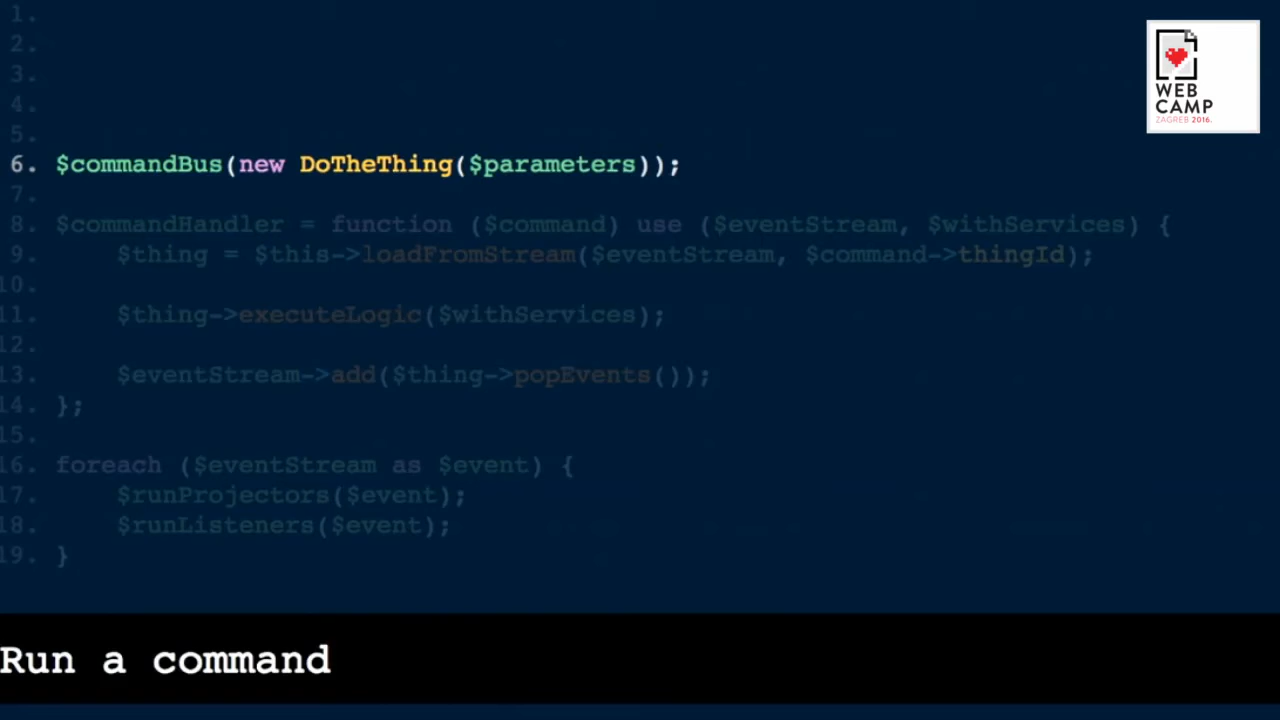 1.
2.
3.
4.
5.
6. $commandBus(new DoTheThing($parameters));
7.
8. $commandHandler = function ($command) use ($eventStream, $withServices) {
9. $thing = $this->loadFromStream($eventStream, $command->thingId);
10.
11. $thing->executeLogic($withServices);
12.
13. $eventStream->add($thing->popEvents());
14. };
15.
16. foreach ($eventStream as $event) {
17. $runProjectors($event);
18. $runListeners($event);
19. }
Run a command
WEB
CAMP
ZAGREB 2016.